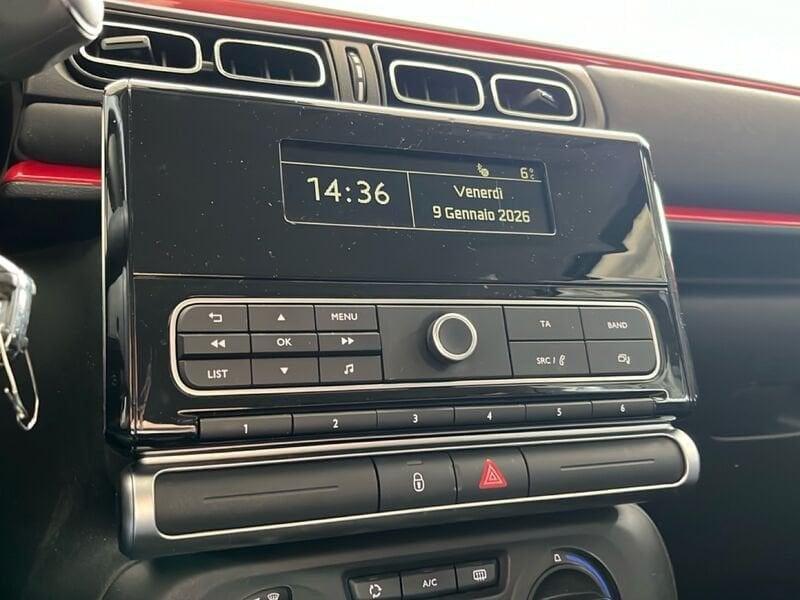 6°C
14:36
Venerdì
9 Gennaio 2026
MENU
OK
LIST
TA
BAND
SRC /
1 2 3 4 5 6
A/C